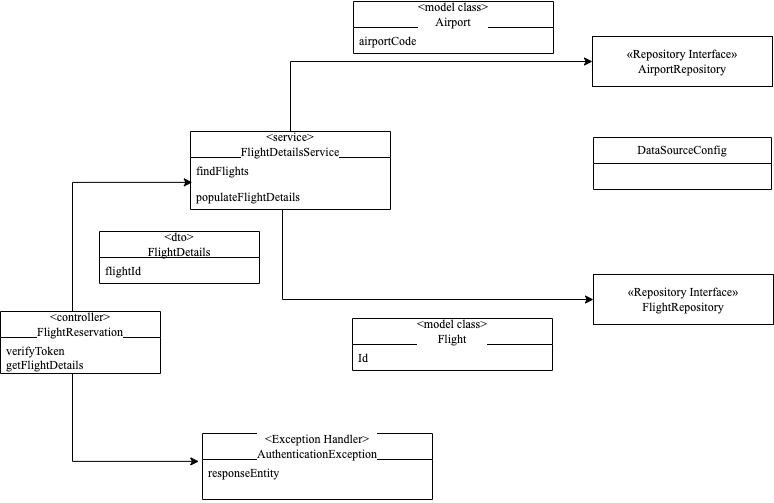 <model class>
Airport
airportCode
«Repository Interface»
AirportRepository
<service>
FlightDetailsService
findFlights
populateFlightDetails
DataSourceConfig
<dto>
FlightDetails
flightId
«Repository Interface»
FlightRepository
<controller>
FlightReservation
verifyToken
getFlightDetails
<model class>
Flight
Id
<Exception Handler>
AuthenticationException
responseEntity